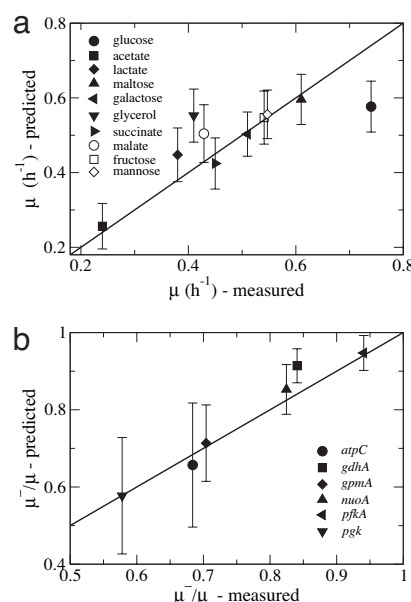 a
0.8
0.6
0.4
0.2
μ (h⁻¹) - predicted
glucose
acetate
lactate
maltose
galactose
glycerol
succinate
malate
fructose
mannose
0.2 0.4 0.6 0.8
μ (h⁻¹) - measured
b
1
0.8
0.6
0.4
μ⁻/μ - predicted
atpC
gdhA
gpmA
nuoA
pfkA
pgk
0.5 0.6 0.7 0.8 0.9 1
μ⁻/μ - measured